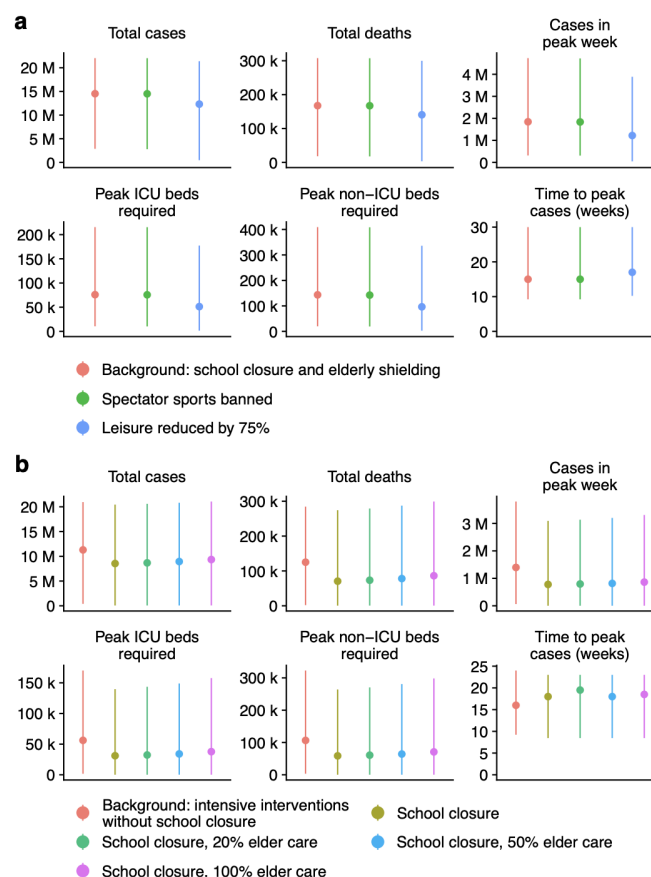 a
Total cases
Total deaths
Cases in
peak week
20 M
15 M
10 M
5 M
0
300 k
200 k
100 k
0
4 M
3 M
2 M
1 M
0
Peak ICU beds
required
Peak non−ICU beds
required
Time to peak
cases (weeks)
200 k
150 k
100 k
50 k
0
400 k
300 k
200 k
100 k
0
30
20
10
0
Background: school closure and elderly shielding
Spectator sports banned
Leisure reduced by 75%
b
Total cases
Total deaths
Cases in
peak week
20 M
15 M
10 M
5 M
0
300 k
200 k
100 k
0
3 M
2 M
1 M
0
Peak ICU beds
required
Peak non−ICU beds
required
Time to peak
cases (weeks)
150 k
100 k
50 k
0
300 k
200 k
100 k
0
25
20
15
10
5
0
Background: intensive interventions
without school closure
School closure
School closure, 20% elder care
School closure, 50% elder care
School closure, 100% elder care